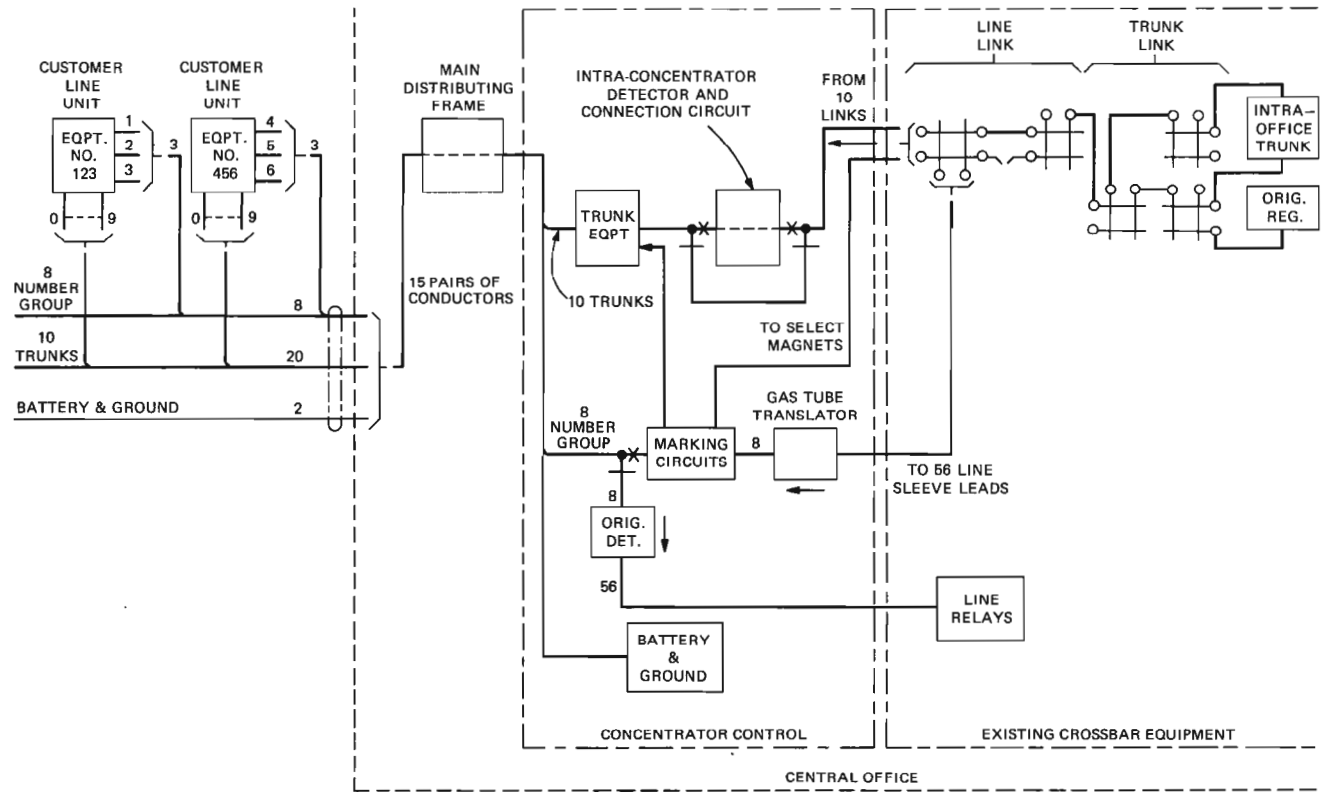 CUSTOMER
LINE
UNIT
EQPT.
NO.
123
1
2
3
3
0
9
CUSTOMER
LINE
UNIT
EQPT.
NO.
456
4
5
6
3
0
9
8
NUMBER
GROUP
8
10
TRUNKS
20
BATTERY & GROUND
2
MAIN
DISTRIBUTING
FRAME
15 PAIRS OF
CONDUCTORS
INTRA-CONCENTRATOR
DETECTOR AND
CONNECTION CIRCUIT
TRUNK
EQPT
10 TRUNKS
FROM
10
LINKS
TO SELECT
MAGNETS
8
NUMBER
GROUP
MARKING
CIRCUITS
8
GAS TUBE
TRANSLATOR
8
ORIG.
DET.
56
BATTERY
&
GROUND
CONCENTRATOR CONTROL
LINE
LINK
TRUNK
LINK
INTRA-
OFFICE
TRUNK
ORIG.
REG.
TO 56 LINE
SLEEVE LEADS
LINE
RELAYS
EXISTING CROSSBAR EQUIPMENT
CENTRAL OFFICE